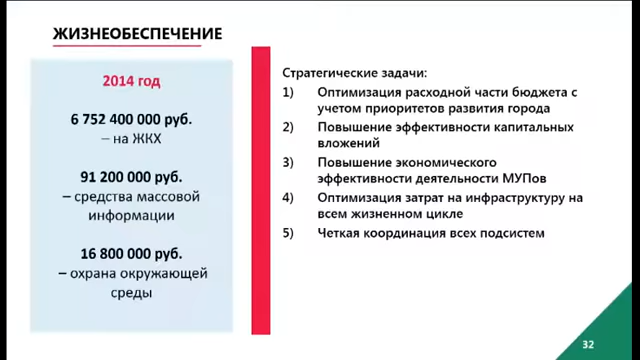 ЖИЗНЕОБЕСПЕЧЕНИЕ
2014 год
6 752 400 000 руб.
– на ЖКХ
91 200 000 руб.
– средства массовой
информации
16 800 000 руб.
– охрана окружающей
среды
Стратегические задачи:
1) Оптимизация расходной части бюджета с
учетом приоритетов развития города
2) Повышение эффективности капитальных
вложений
3) Повышение экономического
эффективности деятельности МУПов
4) Оптимизация затрат на инфраструктуру на
всем жизненном цикле
5) Четкая координация всех подсистем
32